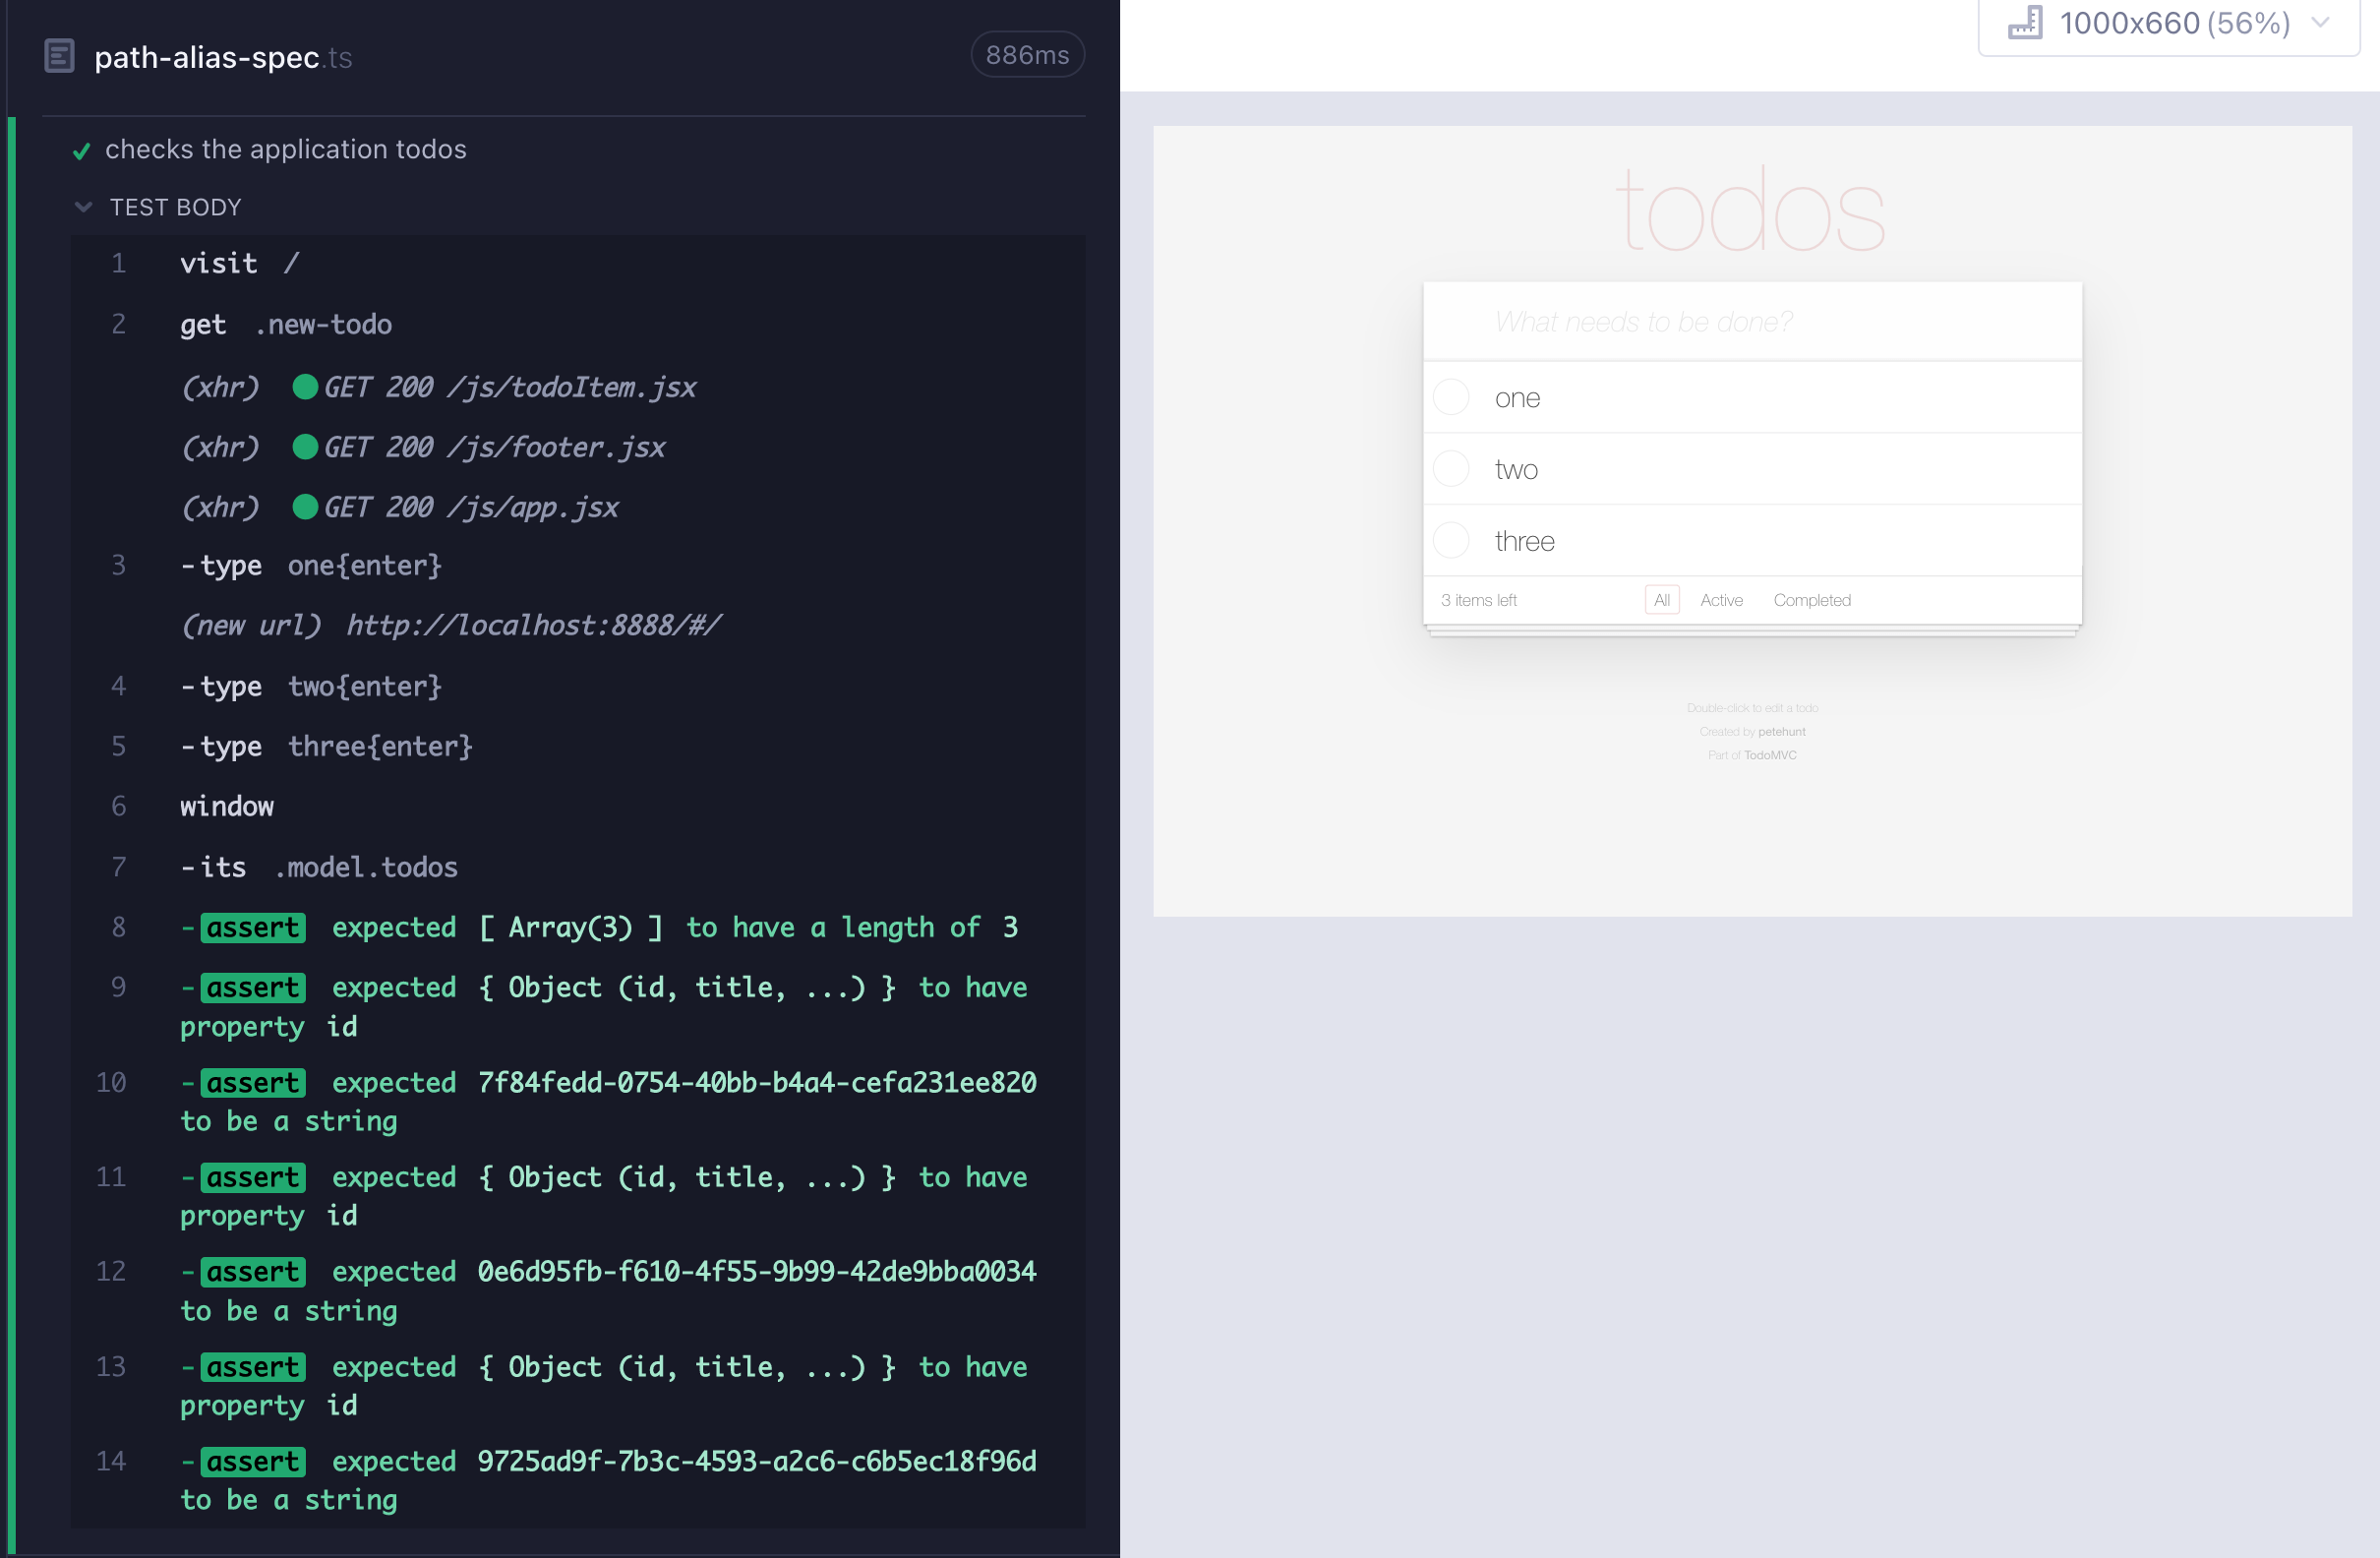 path-alias-spec.ts
886ms
checks the application todos
TEST BODY
1 visit /
2 get .new-todo
(xhr) GET 200 /js/todoItem.jsx
(xhr) GET 200 /js/footer.jsx
(xhr) GET 200 /js/app.jsx
3 -type one{enter}
(new url) http://localhost:8888/#/
4 -type two{enter}
5 -type three{enter}
6 window
7 -its .model.todos
8 -assert expected [ Array(3) ] to have a length of 3
9 -assert expected { Object (id, title, ...) } to have
property id
10 -assert expected 7f84fedd-0754-40bb-b4a4-cefa231ee820
to be a string
11 -assert expected { Object (id, title, ...) } to have
property id
12 -assert expected 0e6d95fb-f610-4f55-9b99-42de9bba0034
to be a string
13 -assert expected { Object (id, title, ...) } to have
property id
14 -assert expected 9725ad9f-7b3c-4593-a2c6-c6b5ec18f96d
to be a string
1000x660 (56%)
todos
What needs to be done?
one
two
three
3 items left All Active Completed
Double-click to edit a todo
Created by petehunt
Part of TodoMVC